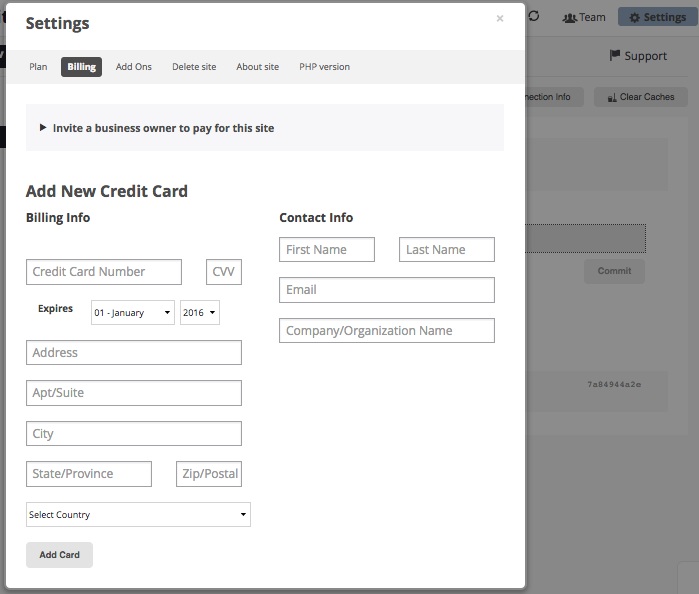 Settings
×
Team
Settings
Plan
Billing
Add Ons
Delete site
About site
PHP version
Support
nection Info
Clear Caches
Invite a business owner to pay for this site
Add New Credit Card
Billing Info
Contact Info
First Name
Last Name
Credit Card Number
CVV
Email
Commit
Expires
01 - January
2016
Company/Organization Name
Address
Apt/Suite
7a84944a2e
City
State/Province
Zip/Postal
Select Country
Add Card